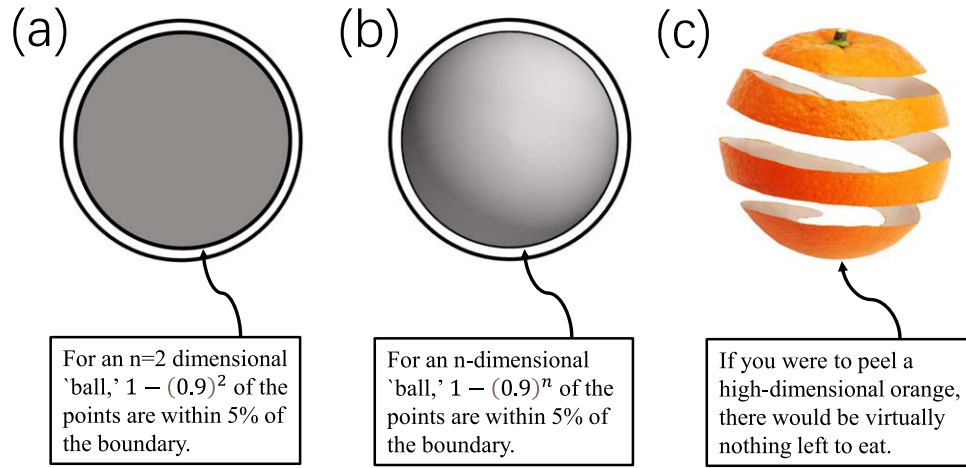 (a)
(b)
(c)
For an n=2 dimensional
`ball,' 1 − (0.9)² of the
points are within 5% of
the boundary.
For an n-dimensional
`ball,' 1 − (0.9)ⁿ of the
points are within 5% of
the boundary.
If you were to peel a
high-dimensional orange,
there would be virtually
nothing left to eat.